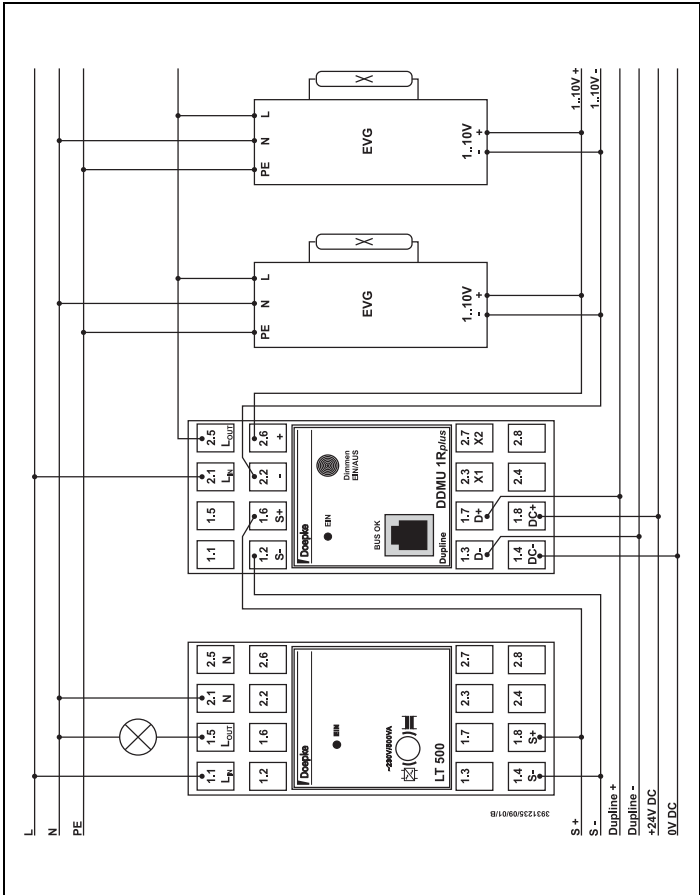 L
N
PE
1.1 LIN
1.5 LOUT
2.1 N
2.5 N
1.2
1.6
2.2
2.6
Doepke
EIN
~230V/500VA
LT 500
1.3
1.7
2.3
2.7
1.4 S-
1.8 S+
2.4
2.8
3931235/09/01/B
1.1
1.5
2.1 LIN
2.5 LOUT
1.2 S-
1.6 S+
2.2 -
2.6 +
Doepke
EIN
Dimmen
EIN/AUS
BUS OK
Dupline
DDMU 1Rplus
1.3 D-
1.7 D+
2.3 X1
2.7 X2
1.4 DC-
1.8 DC+
2.4
2.8
PE N L
EVG
1..10V
- +
PE N L
EVG
1..10V
- +
1..10V +
1..10V -
S +
S -
Dupline +
Dupline -
+24V DC
0V DC